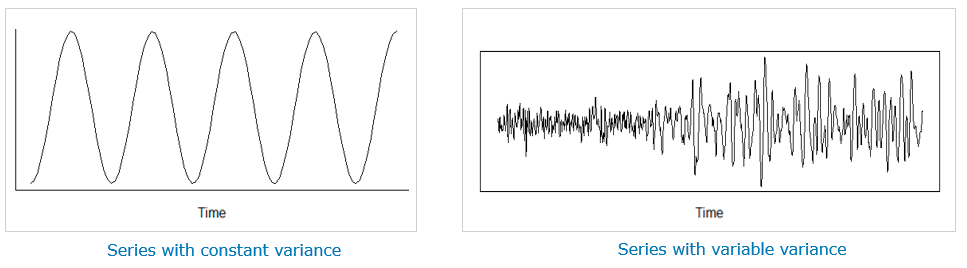 Time
Series with constant variance
Time
Series with variable variance